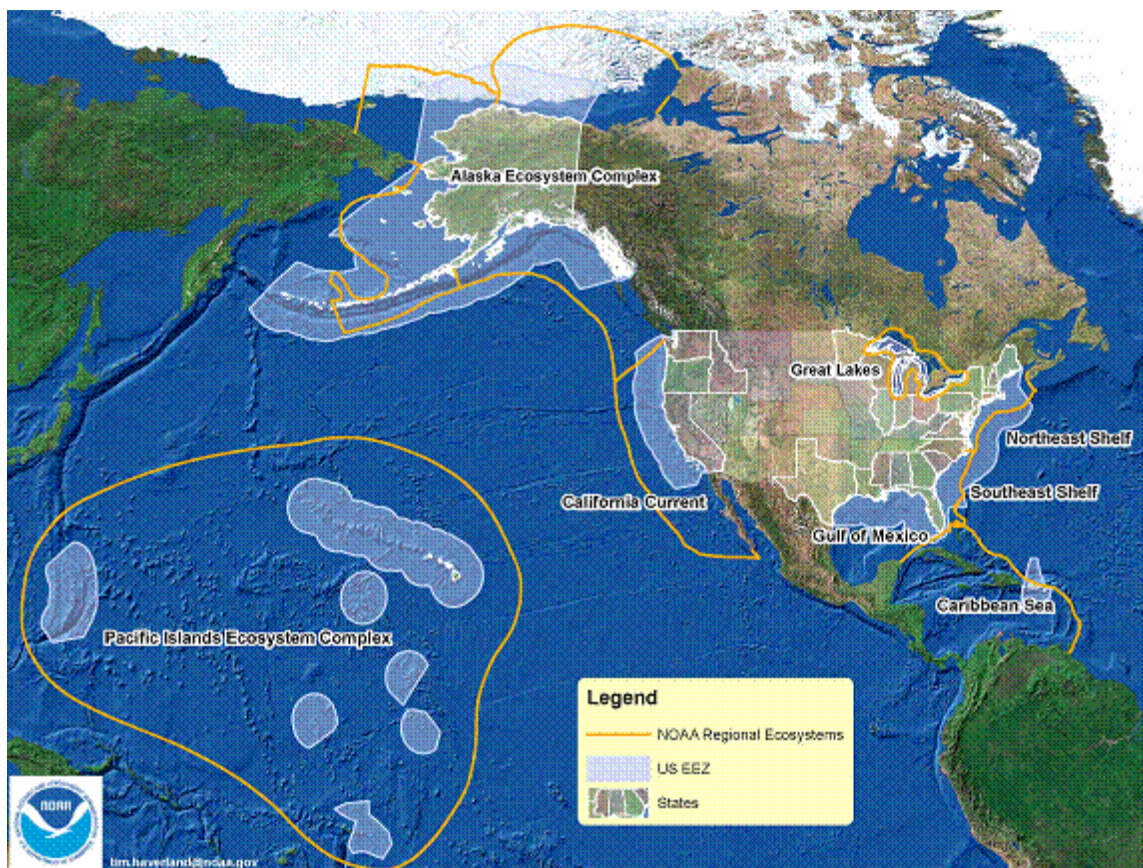 Alaska Ecosystem Complex
Great Lakes
Northeast Shelf
Southeast Shelf
California Current
Gulf of Mexico
Caribbean Sea
Pacific Islands Ecosystem Complex
Legend
NOAA Regional Ecosystems
US EEZ
States
NOAA
tim.haverland@noaa.gov